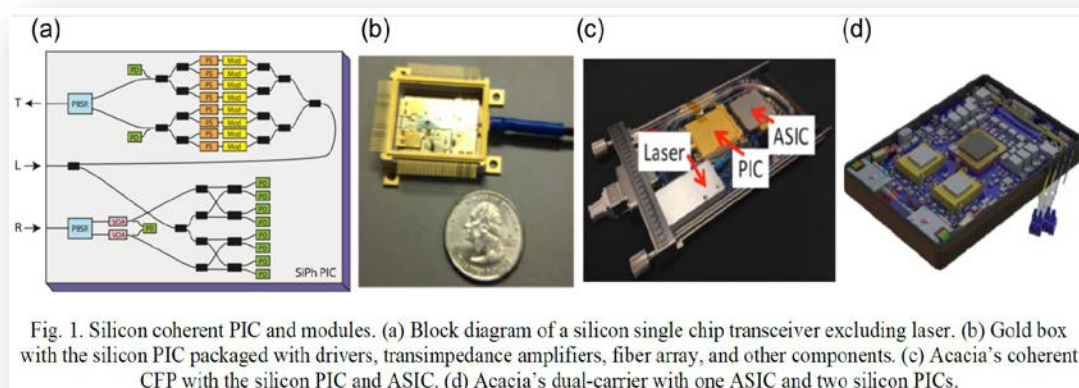 (a)
(b)
(c)
(d)
PD
PS Mod
PS Mod
PS Mod
PS Mod
T
PBSR
PS Mod
PS Mod
PS Mod
PD
PS Mod
L
ASIC
Laser
PIC
PD
PD
PD
R
PBSR
VOA
PD
PD
VOA
PD
PD
PD
PD
SiPh PIC
Fig. 1. Silicon coherent PIC and modules. (a) Block diagram of a silicon single chip transceiver excluding laser. (b) Gold box
with the silicon PIC packaged with drivers, transimpedance amplifiers, fiber array, and other components. (c) Acacia's coherent
CFP with the silicon PIC and ASIC. (d) Acacia's dual-carrier with one ASIC and two silicon PICs.